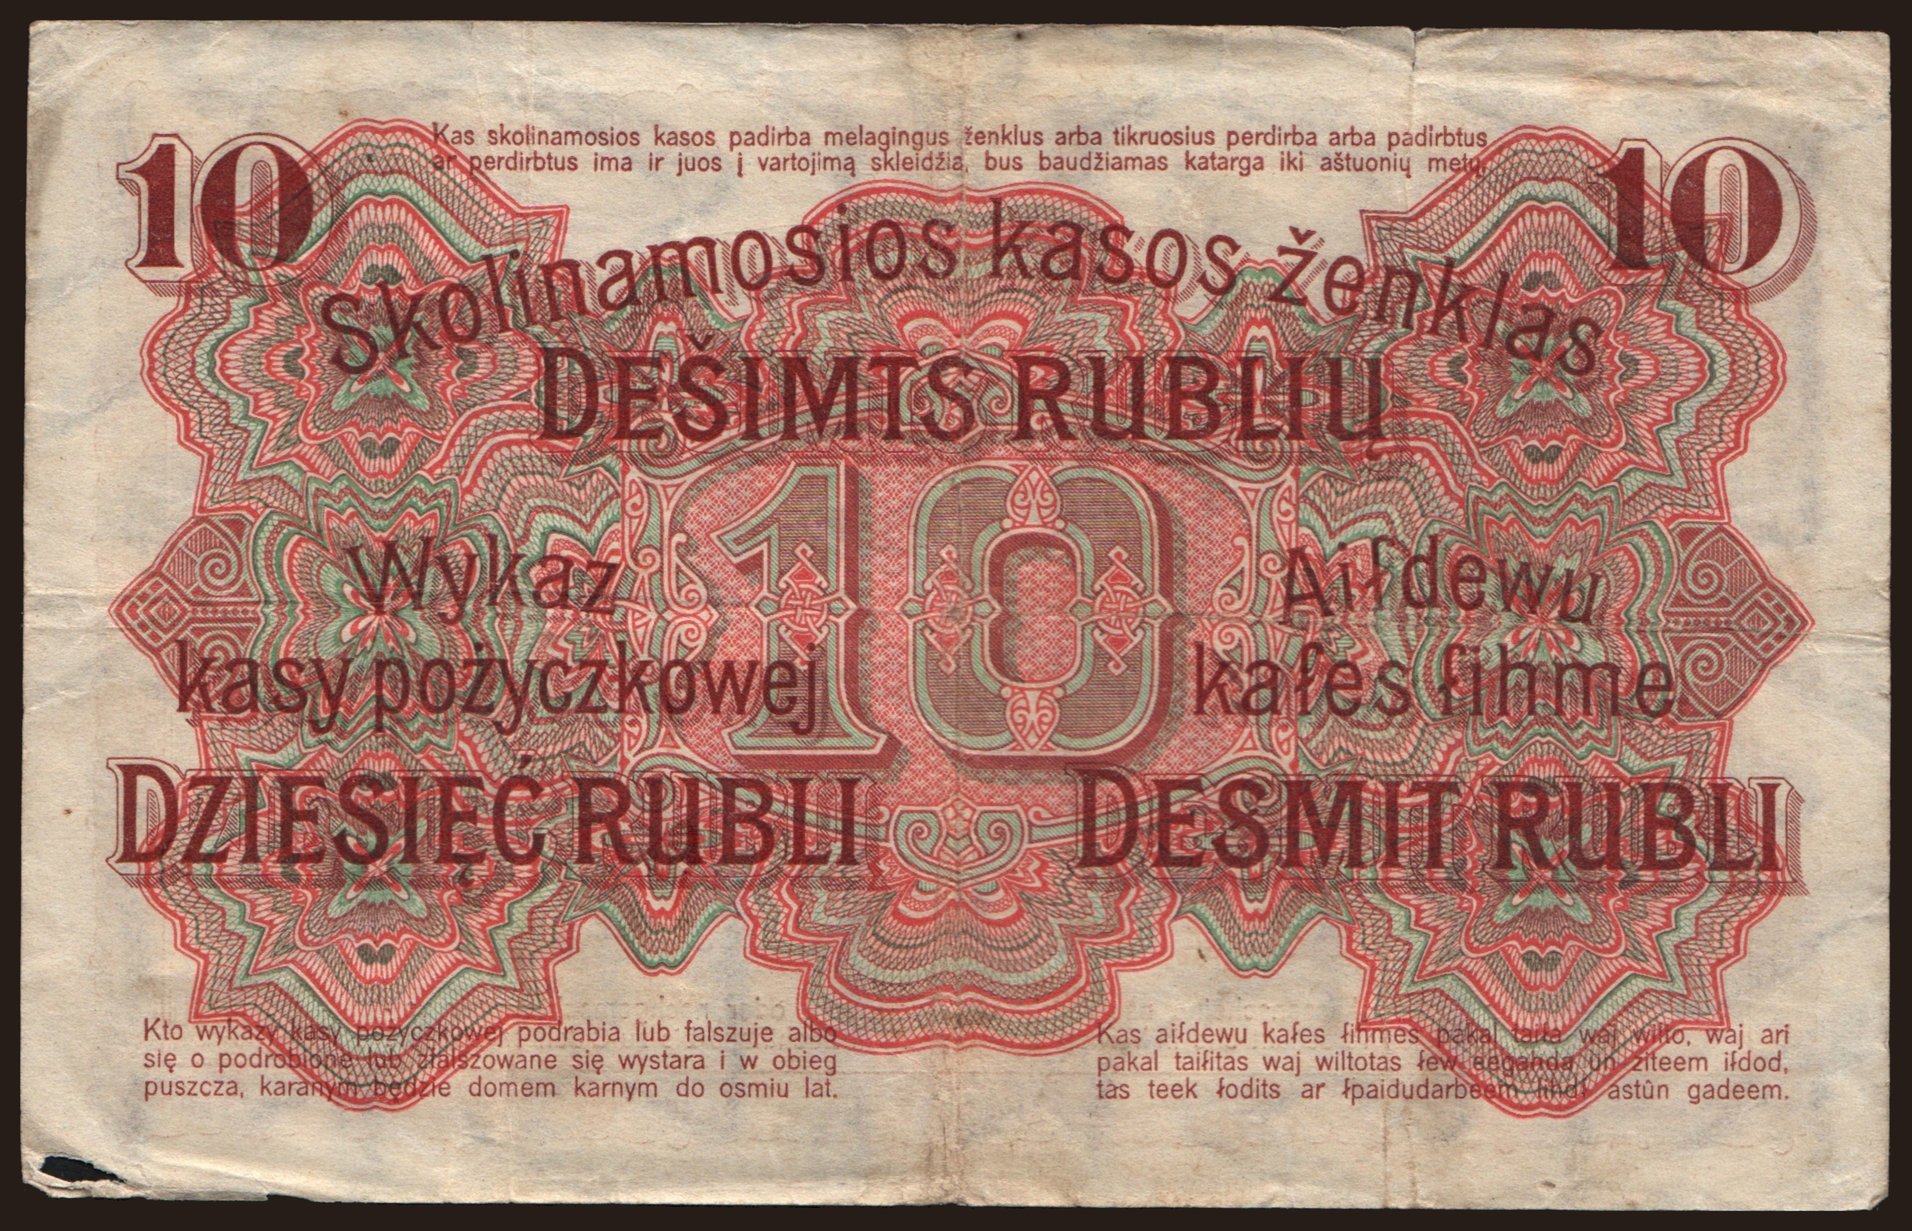 Kas skolinamosios kasos padirba melagingus ženklus arba tikruosius perdirba arba padirbtus
ar perdirbtus ima ir juos į vartojimą skleidžia, bus baudžiamas katarga iki aštuonių metų.
10
10
Skolinamosios kasos ženklas
DEŠIMTS RUBLIŲ
10
Wykaz
kasy pożyczkowej
DZIESIĘĆ RUBLI
Aiſdewu
kaſes ſihme
DESMIT RUBLI
Kto wykazy kasy pożyczkowej podrabia lub falszuje albo
się o podrobione lub zfalszowane się wystara i w obieg
puszcza, karanym będzie domem karnym do osmiu lat.
Kas aiſdewu kaſes ſihmes pakal taiſa waj wilto, waj ari
pakal taiſitas waj wiltotas ſew eeganda un ziteem iſdod,
tas teek ſodits ar ſpaidudarbeem lihdſ astûn gadeem.